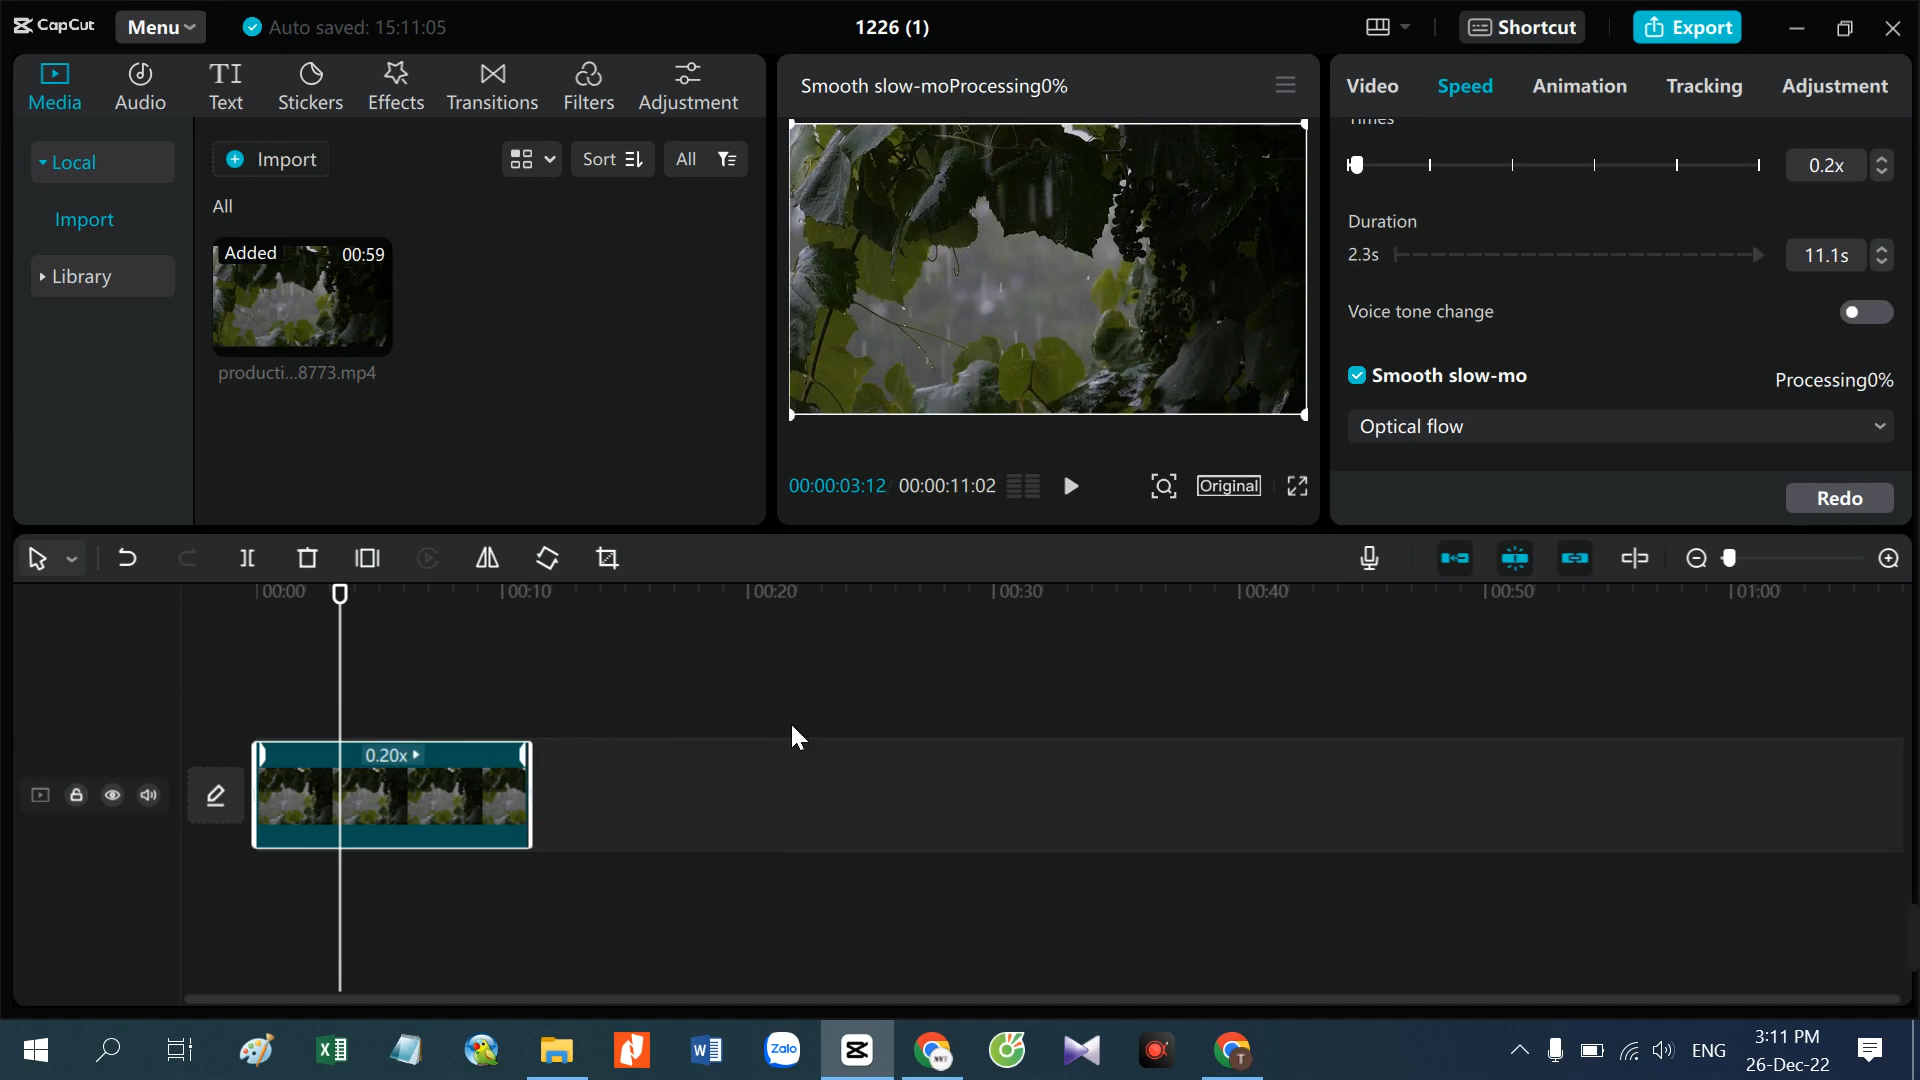 CapCut
Menu
Auto saved: 15:11:05
1226 (1)
Shortcut
Export
Media
Audio
Text
Stickers
Effects
Transitions
Filters
Adjustment
Local
Import
Library
Import
Sort
All
All
Added
00:59
producti...8773.mp4
Smooth slow-moProcessing0%
00:00:03:12
00:00:11:02
Original
Video
Speed
Animation
Tracking
Adjustment
Times
0.2x
Duration
2.3s
11.1s
Voice tone change
Smooth slow-mo
Processing0%
Optical flow
Redo
00:00
00:10
00:20
00:30
00:40
00:50
01:00
0.20x
Zalo
ENG
3:11 PM
26-Dec-22